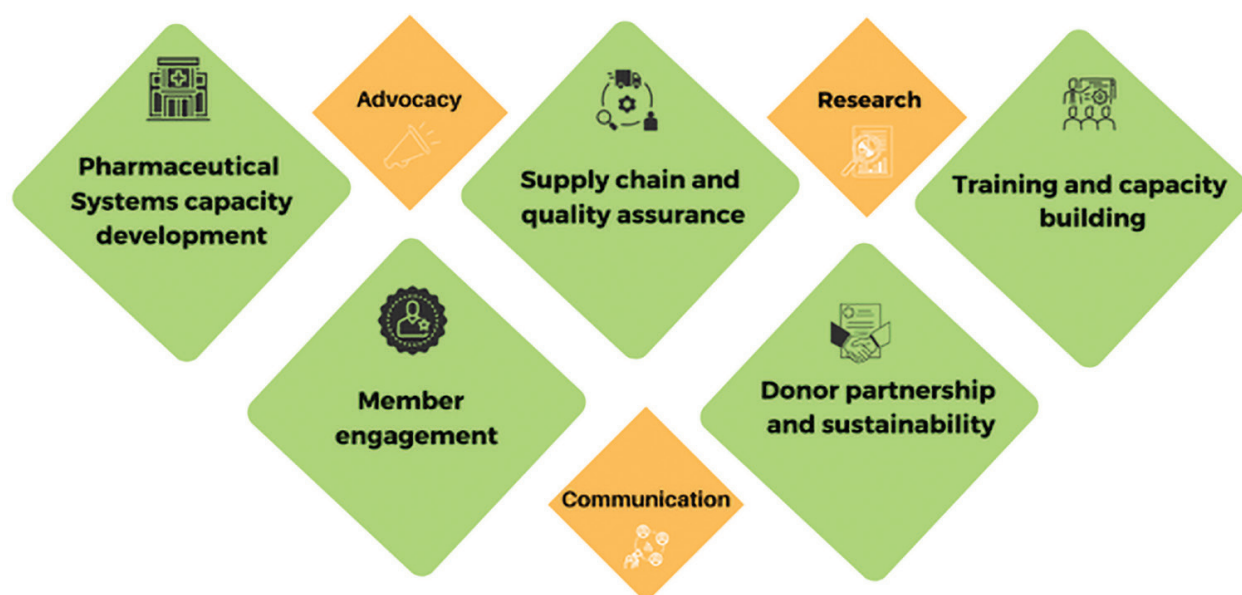 Pharmaceutical
Systems capacity
development
Advocacy
Supply chain and
quality assurance
Research
Training and capacity
building
Member
engagement
Donor partnership
and sustainability
Communication